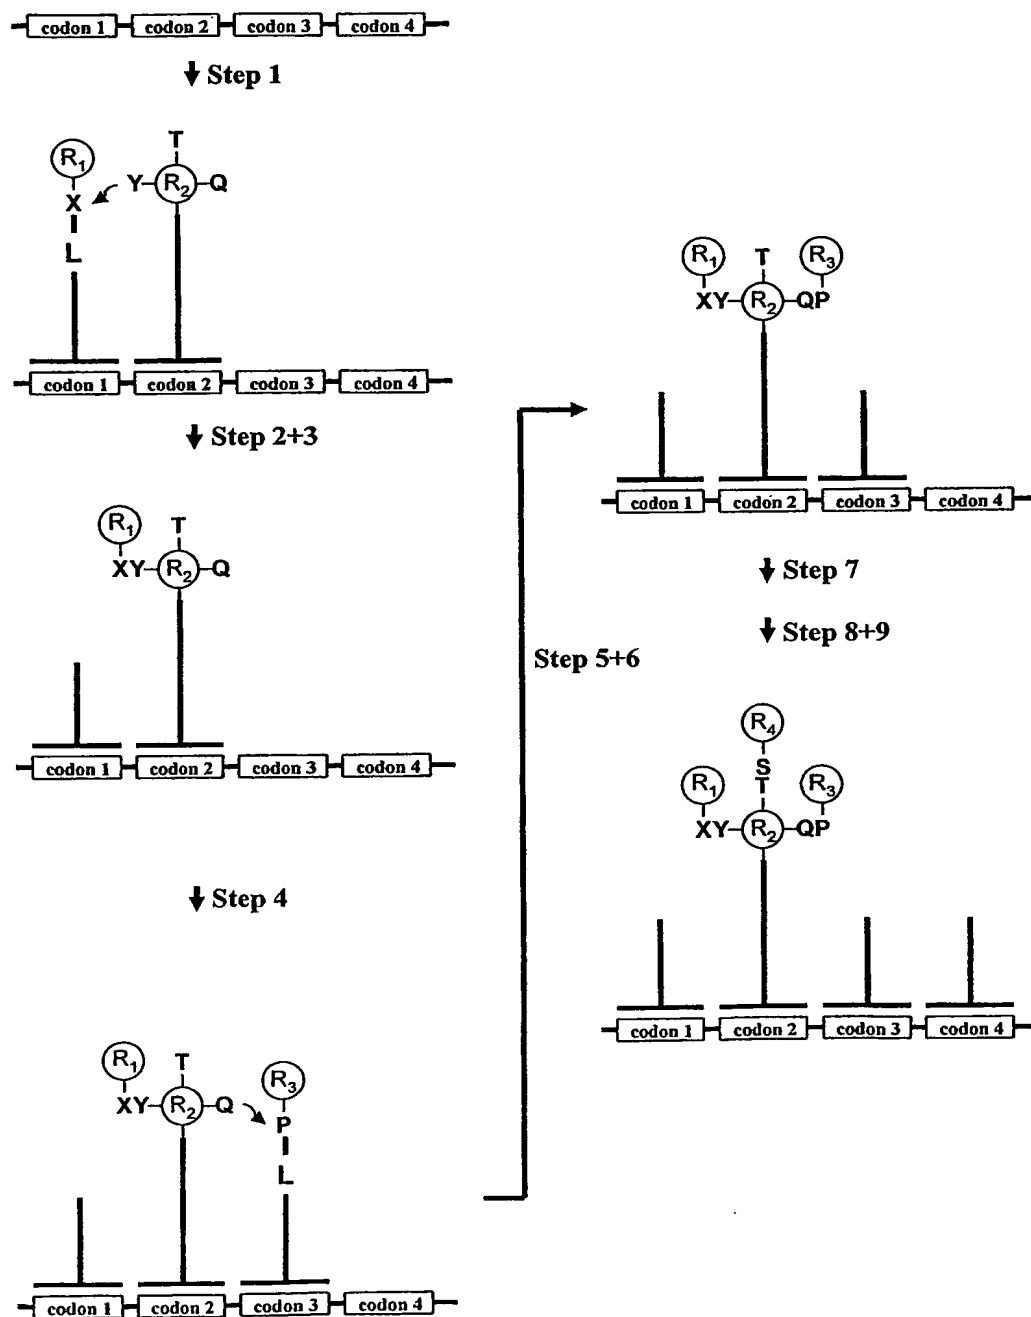 codon 1 codon 2 codon 3 codon 4
Step 1
T
R1
Y R2 Q
X
L
codon 1 codon 2 codon 3 codon 4
Step 2+3
R1 T
XY R2 Q
codon 1 codon 2 codon 3 codon 4
Step 4
R1 T
R3
XY R2 Q
P
L
codon 1 codon 2 codon 3 codon 4
Step 5+6
R1 T R3
XY R2 QP
codon 1 codon 2 codon 3 codon 4
Step 7
Step 8+9
R4
S
R1 T R3
XY R2 QP
codon 1 codon 2 codon 3 codon 4